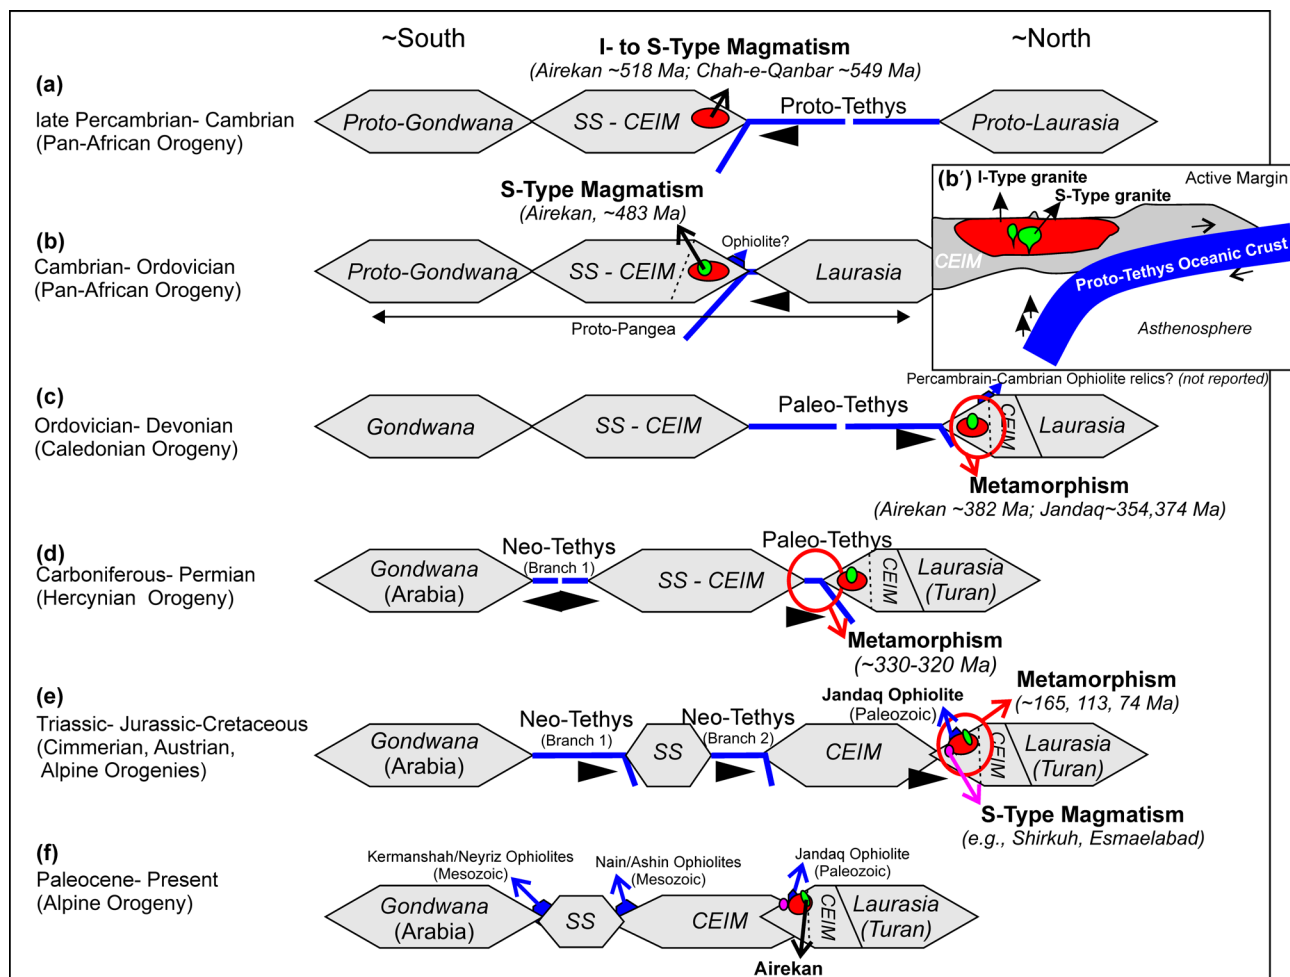 ~South
~North
I- to S-Type Magmatism
(Airekan ~518 Ma; Chah-e-Qanbar ~549 Ma)
(a)
late Percambrian- Cambrian
(Pan-African Orogeny)
Proto-Gondwana
SS - CEIM
Proto-Tethys
Proto-Laurasia
S-Type Magmatism
(Airekan, ~483 Ma)
(b)
Cambrian- Ordovician
(Pan-African Orogeny)
Proto-Gondwana
SS - CEIM
Ophiolite?
Laurasia
Proto-Pangea
(b′)
I-Type granite
S-Type granite
Active Margin
CEIM
Proto-Tethys Oceanic Crust
Asthenosphere
Percambrain-Cambrian Ophiolite relics? (not reported)
(c)
Ordovician- Devonian
(Caledonian Orogeny)
Gondwana
SS - CEIM
Paleo-Tethys
CEIM
Laurasia
Metamorphism
(Airekan ~382 Ma; Jandaq~354,374 Ma)
(d)
Carboniferous- Permian
(Hercynian Orogeny)
Gondwana
(Arabia)
Neo-Tethys
(Branch 1)
SS - CEIM
Paleo-Tethys
CEIM
Laurasia
(Turan)
Metamorphism
(~330-320 Ma)
(e)
Triassic- Jurassic-Cretaceous
(Cimmerian, Austrian,
Alpine Orogenies)
Gondwana
(Arabia)
Neo-Tethys
(Branch 1)
SS
Neo-Tethys
(Branch 2)
CEIM
Jandaq Ophiolite
(Paleozoic)
Metamorphism
(~165, 113, 74 Ma)
CEIM
Laurasia
(Turan)
S-Type Magmatism
(e.g., Shirkuh, Esmaelabad)
(f)
Paleocene- Present
(Alpine Orogeny)
Kermanshah/Neyriz Ophiolites
(Mesozoic)
Nain/Ashin Ophiolites
(Mesozoic)
Jandaq Ophiolite
(Paleozoic)
Gondwana
(Arabia)
SS
CEIM
CEIM
Laurasia
(Turan)
Airekan